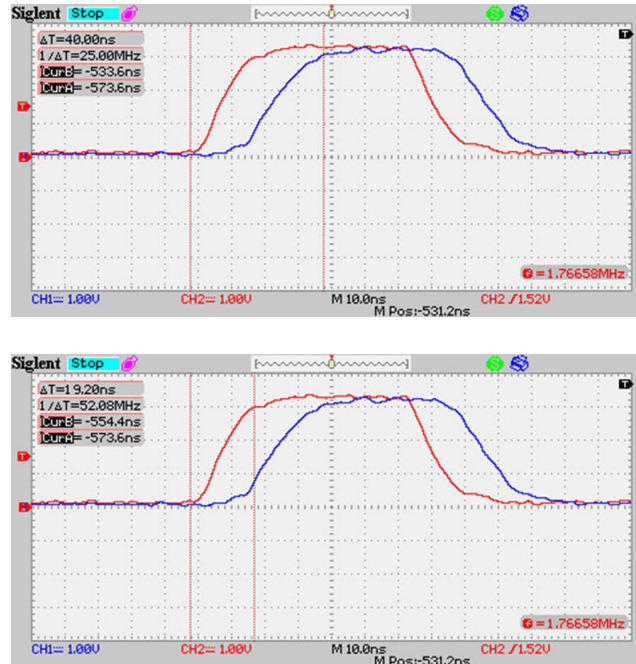 Siglent Stop
T
ΔT=40.00ns
1/ΔT=25.00MHz
CurB=-533.6ns
CurA=-573.6ns
T
=1.76658MHz
CH1 1.00V CH2 1.00V M 10.0ns CH2 /1.52V
M Pos:-531.2ns
Siglent Stop
T
ΔT=19.20ns
1/ΔT=52.08MHz
CurB=-554.4ns
CurA=-573.6ns
T
=1.76658MHz
CH1 1.00V CH2 1.00V M 10.0ns CH2 /1.52V
M Pos:-531.2ns